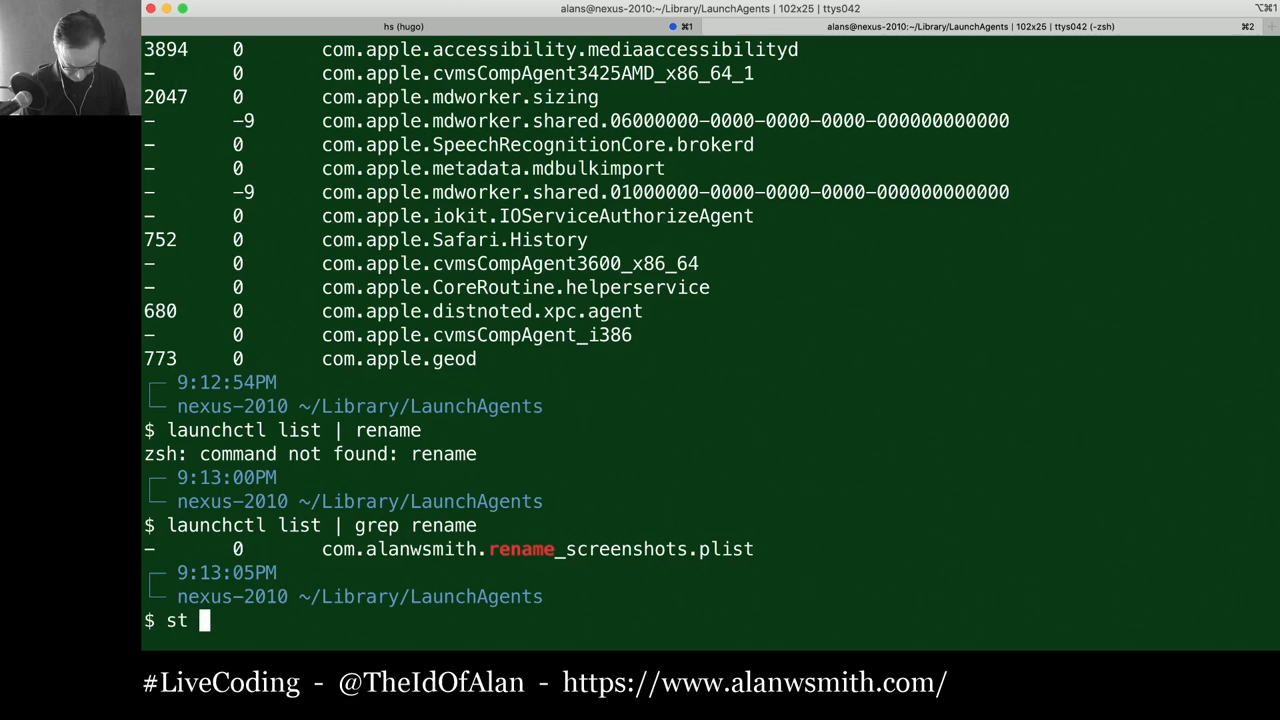 alans@nexus-2010:~/Library/LaunchAgents | 102x25 | ttys042
⌥⌘1
hs (hugo)
⌘1
alans@nexus-2010:~/Library/LaunchAgents | 102x25 | ttys042 (-zsh)
⌘2
3894 0 com.apple.accessibility.mediaaccessibilityd
- 0 com.apple.cvmsCompAgent3425AMD_x86_64_1
2047 0 com.apple.mdworker.sizing
- -9 com.apple.mdworker.shared.06000000-0000-0000-0000-000000000000
- 0 com.apple.SpeechRecognitionCore.brokerd
- 0 com.apple.metadata.mdbulkimport
- -9 com.apple.mdworker.shared.01000000-0000-0000-0000-000000000000
- 0 com.apple.iokit.IOServiceAuthorizeAgent
752 0 com.apple.Safari.History
- 0 com.apple.cvmsCompAgent3600_x86_64
- 0 com.apple.CoreRoutine.helperservice
680 0 com.apple.distnoted.xpc.agent
- 0 com.apple.cvmsCompAgent_i386
773 0 com.apple.geod
9:12:54PM
nexus-2010 ~/Library/LaunchAgents
$ launchctl list | rename
zsh: command not found: rename
9:13:00PM
nexus-2010 ~/Library/LaunchAgents
$ launchctl list | grep rename
- 0 com.alanwsmith.rename_screenshots.plist
9:13:05PM
nexus-2010 ~/Library/LaunchAgents
$ st
#LiveCoding - @TheIdOfAlan - https://www.alanwsmith.com/